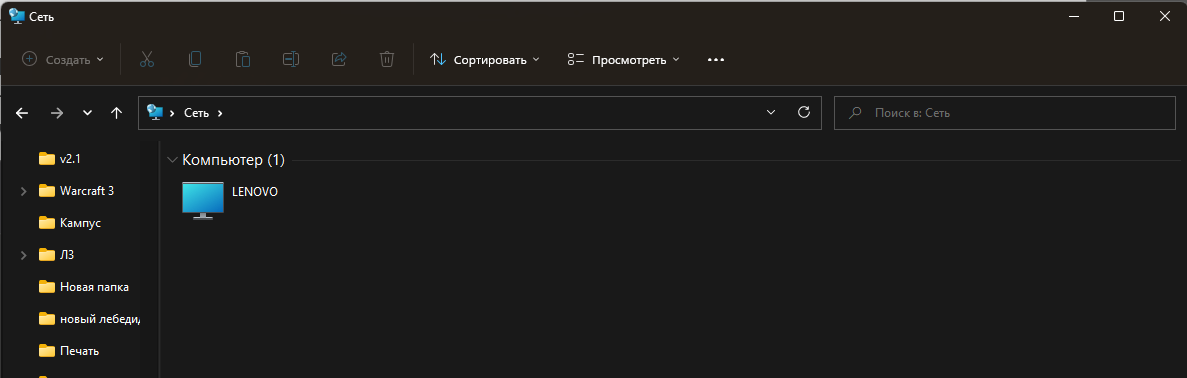 Сеть
Создать
Сортировать
Просмотреть
Сеть
Поиск в: Сеть
v2.1
Warcraft 3
Кампус
ЛЗ
Новая папка
новый лебеди
Печать
Компьютер (1)
LENOVO